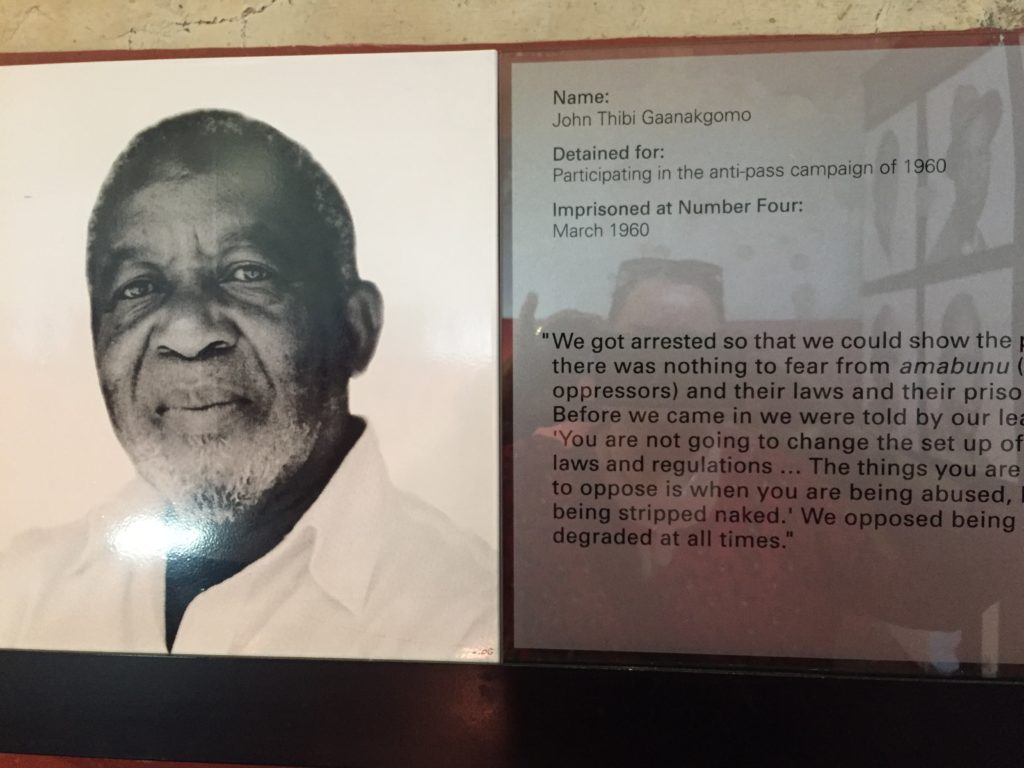 Name:
John Thibi Gaanakgomo
Detained for:
Participating in the anti-pass campaign of 1960
Imprisoned at Number Four:
March 1960
"We got arrested so that we could show the
there was nothing to fear from amabunu (
oppressors) and their laws and their priso
Before we came in we were told by our lea
'You are not going to change the set up of
laws and regulations ... The things you are
to oppose is when you are being abused,
being stripped naked.' We opposed being
degraded at all times."